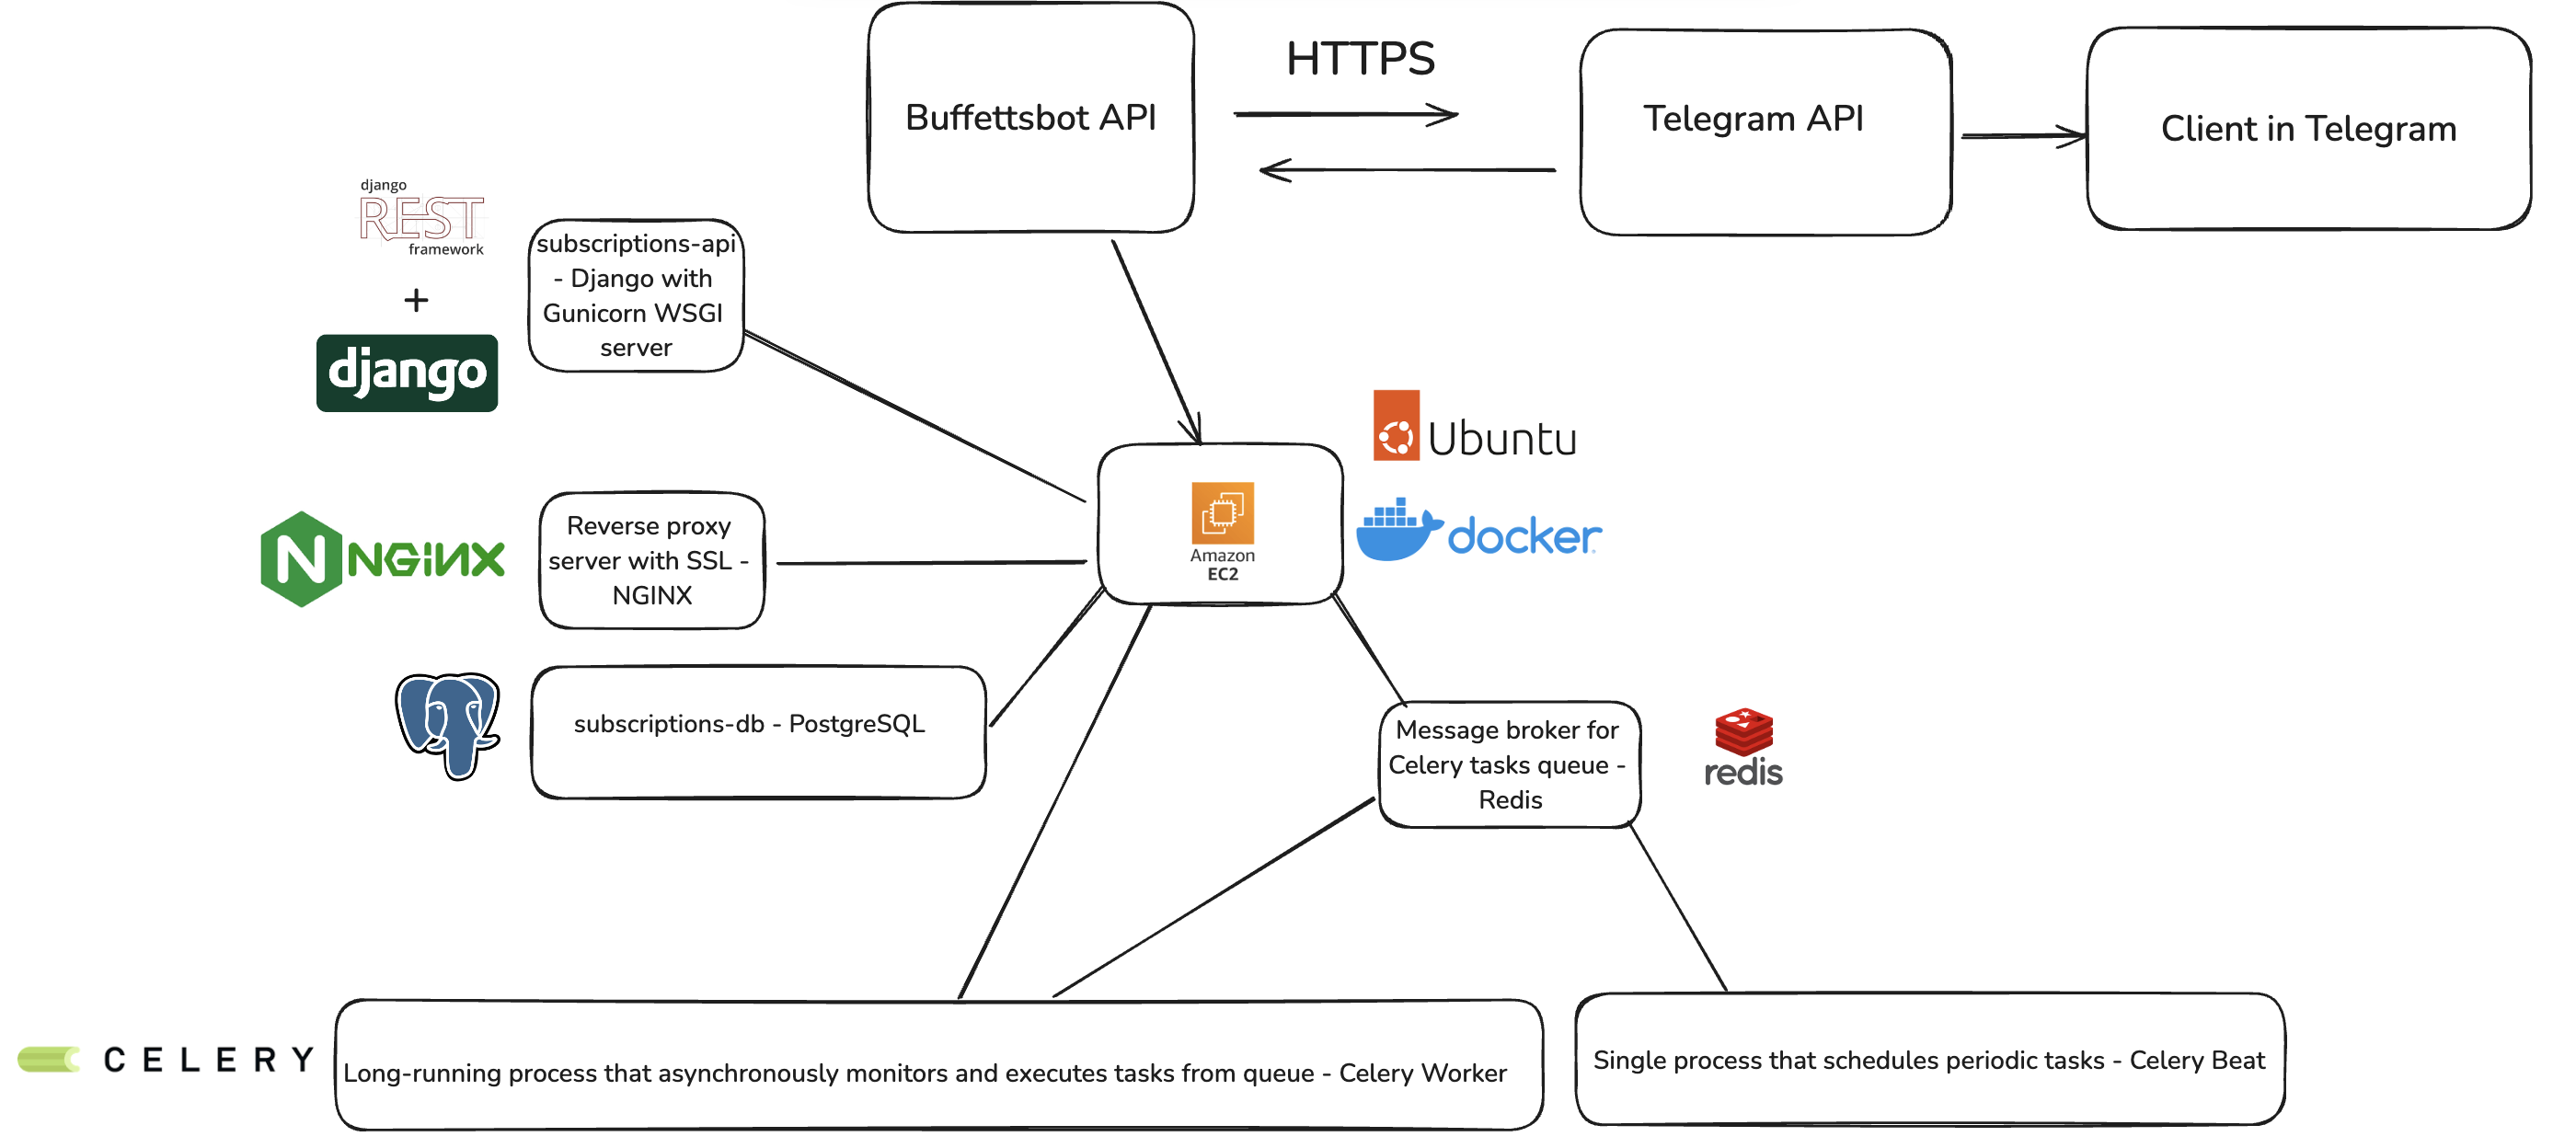 Buffettsbot API
HTTPS
Telegram API
Client in Telegram
django
REST
framework
+
django
subscriptions-api
- Django with
Gunicorn WSGI
server
Ubuntu
docker
Amazon
EC2
NGINX
Reverse proxy
server with SSL -
NGINX
subscriptions-db - PostgreSQL
Message broker for
Celery tasks queue -
Redis
redis
CELERY
Long-running process that asynchronously monitors and executes tasks from queue - Celery Worker
Single process that schedules periodic tasks - Celery Beat